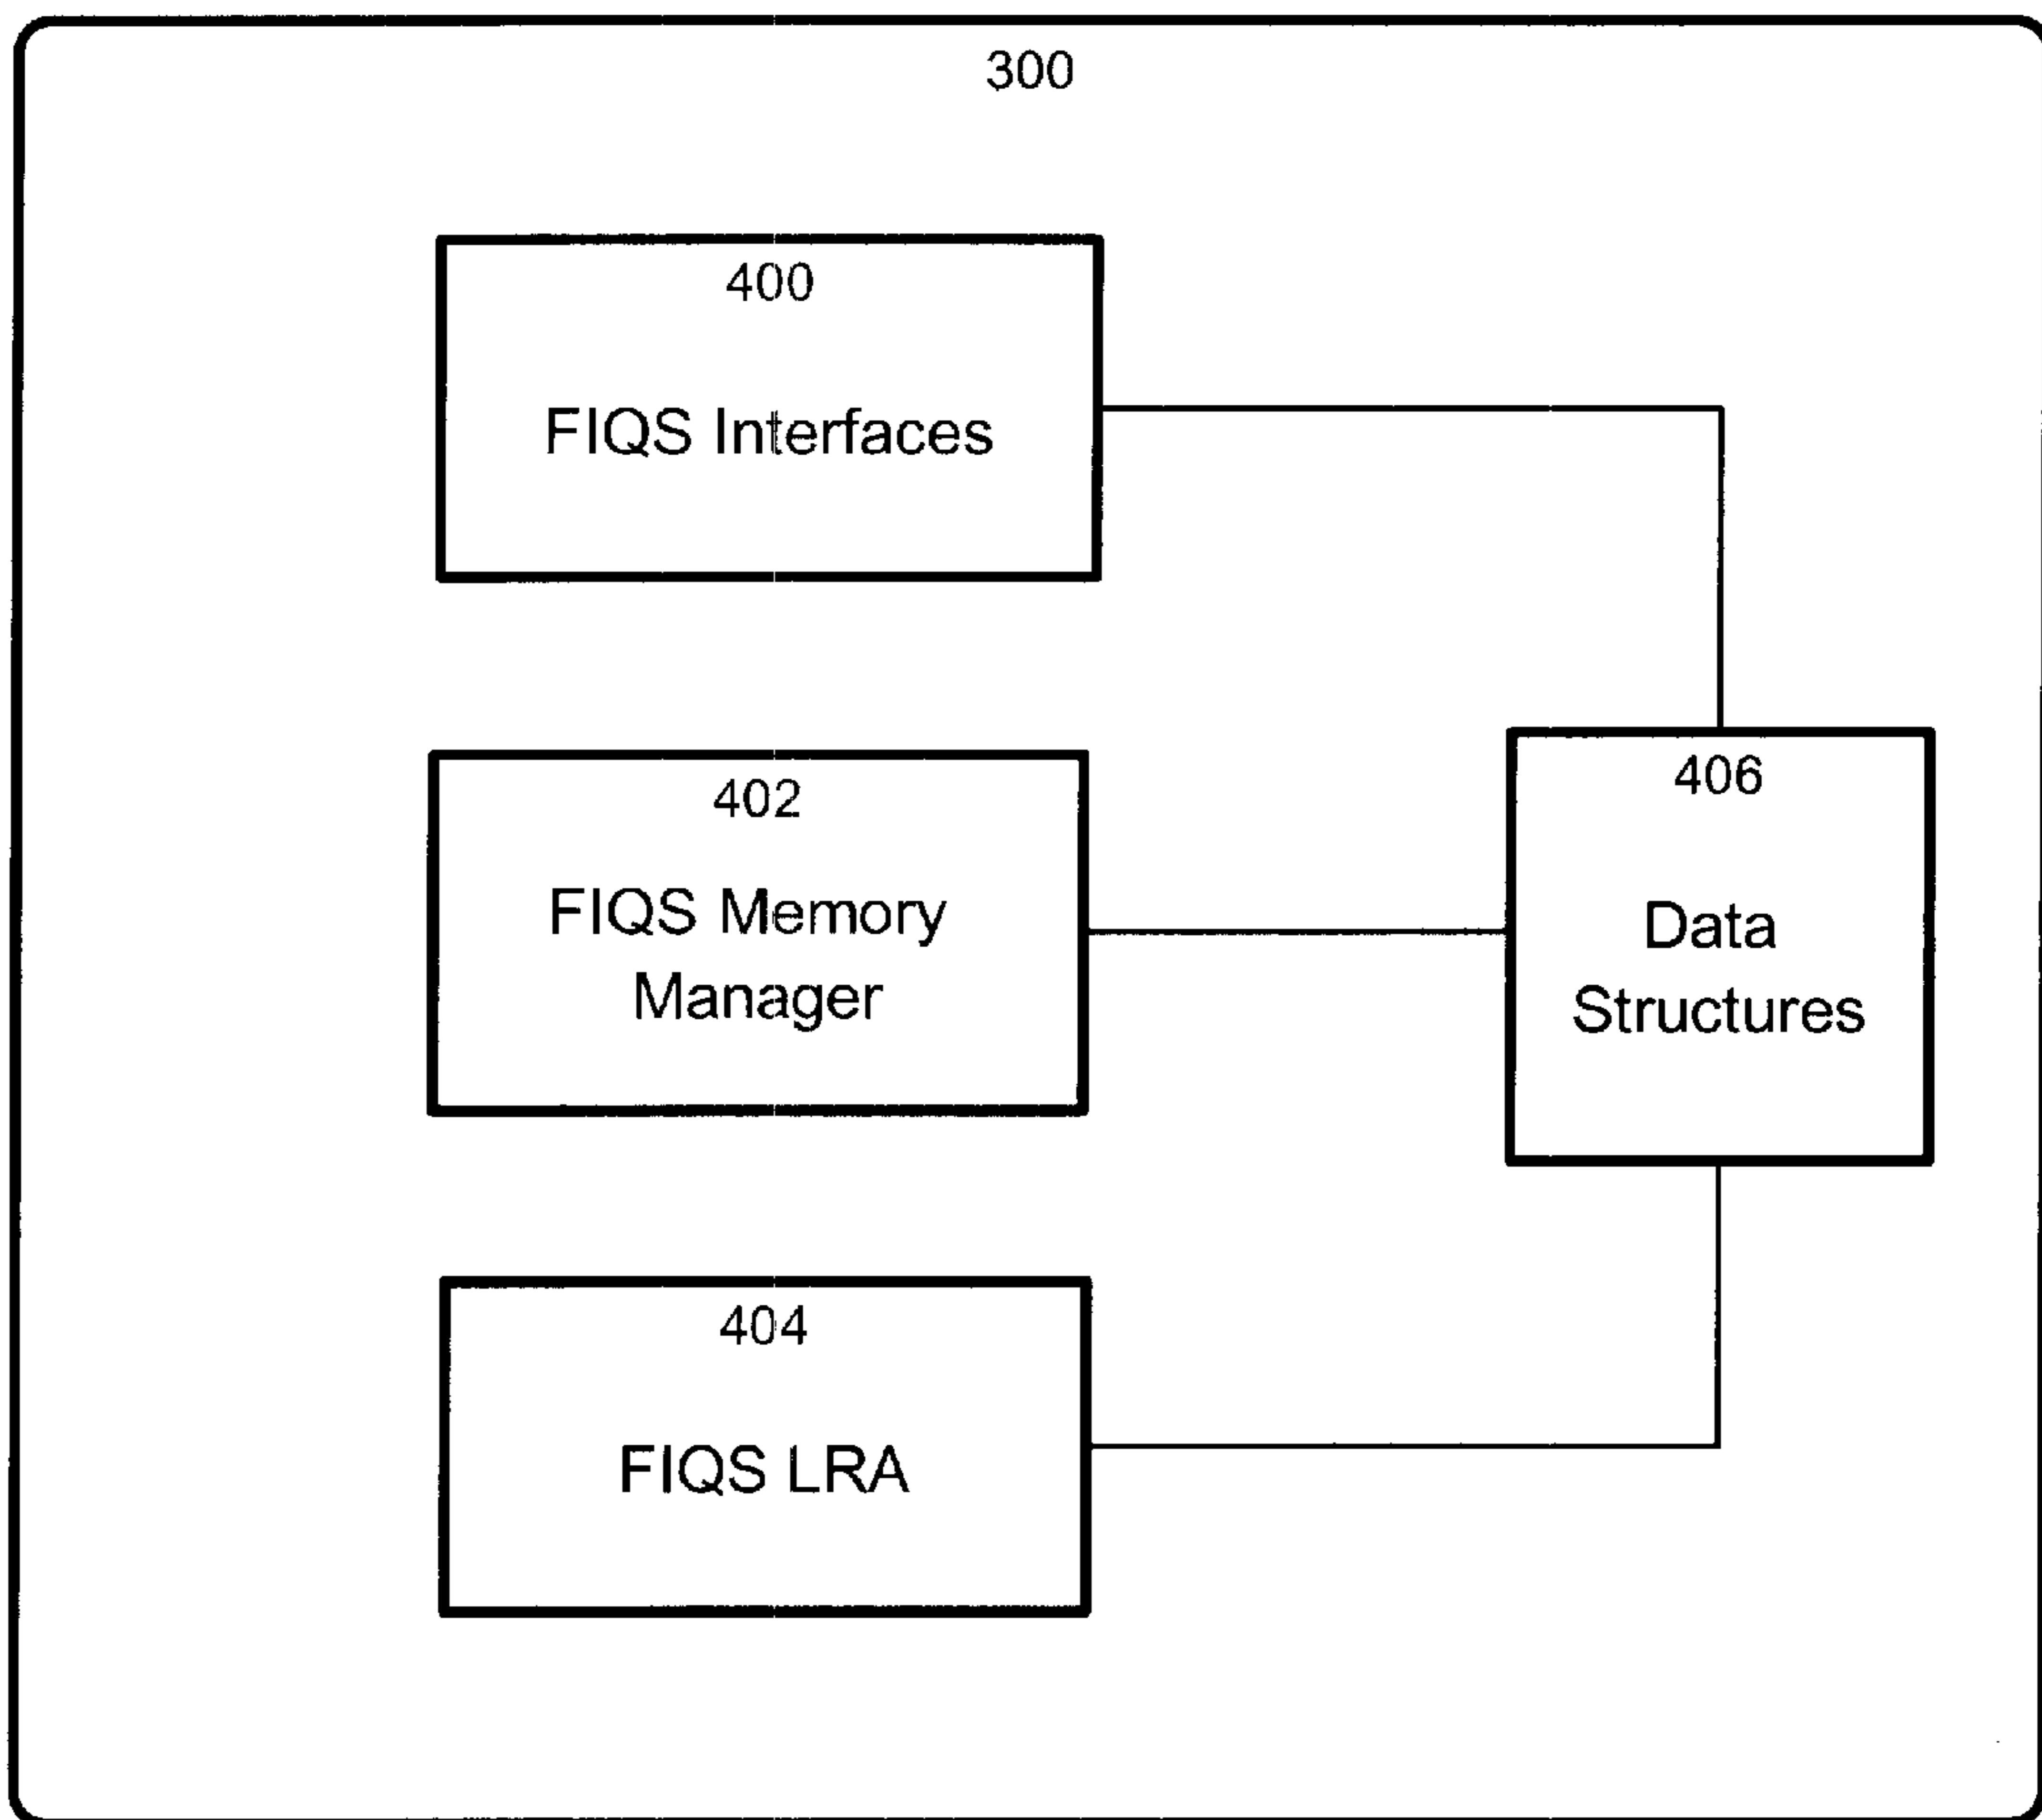 300
400
FIQS Interfaces
402
FIQS Memory
Manager
406
Data
Structures
404
FIQS LRA